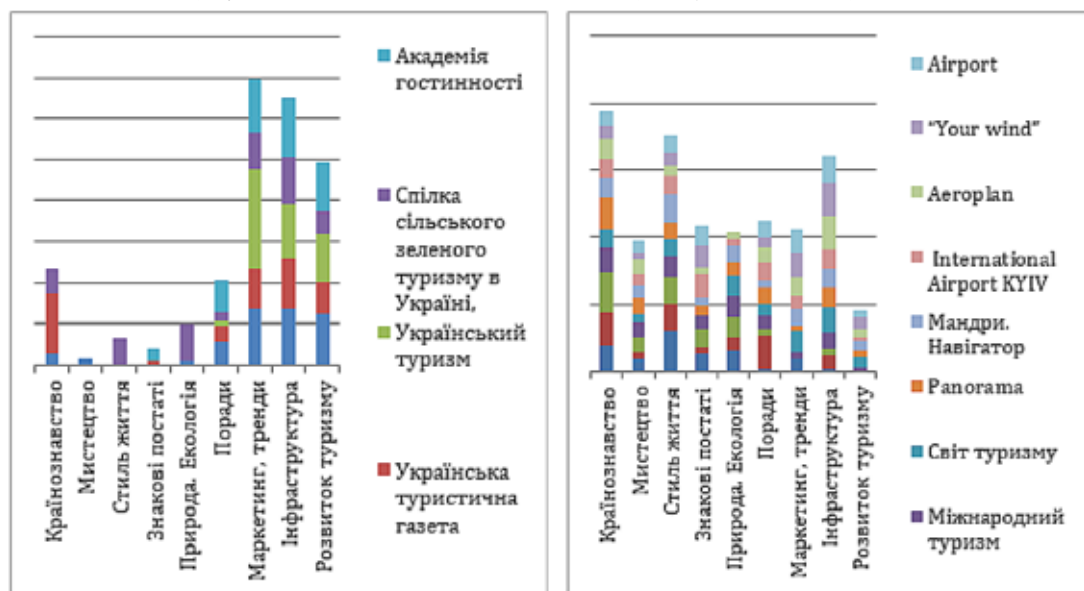 Академія
гостинності
Спілка
сільського
зеленого
туризму в
Україні,
Український
туризм
Українська
туристична
газета
Країнознавство
Мистецтво
Стиль життя
Знакові постаті
Природа. Екологія
Поради
Маркетинг, тренди
Інфраструктура
Розвиток туризму
Airport
“Your wind”
Aeroplan
International
Airport KYIV
Мандри.
Навігатор
Panorama
Світ туризму
Міжнародний
туризм
Країнознавство
Мистецтво
Стиль життя
Знакові постаті
Природа. Екологія
Поради
Маркетинг, тренди
Інфраструктура
Розвиток туризму